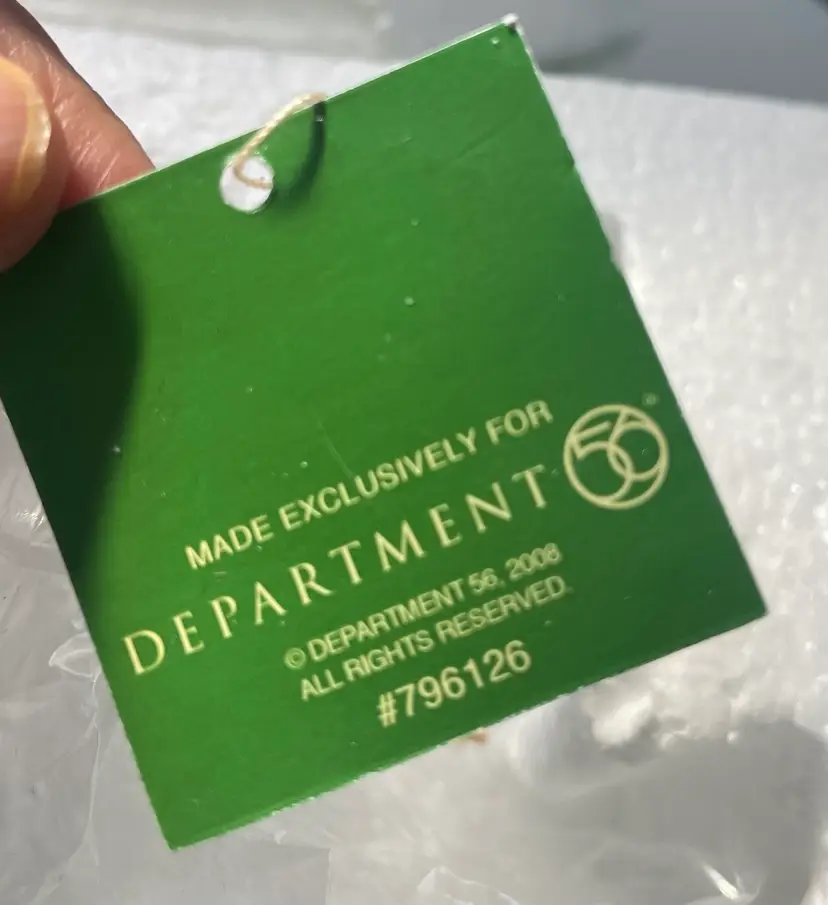 MADE EXCLUSIVELY FOR
DEPARTMENT 56®
© DEPARTMENT 56, 2008
ALL RIGHTS RESERVED.
#796126